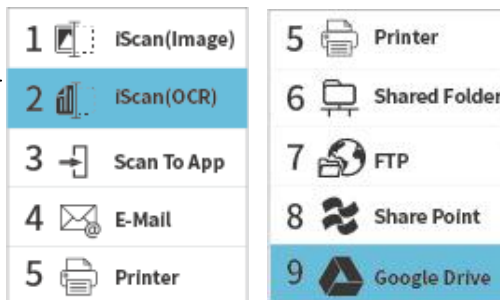 1 iScan(Image)
2 iScan(OCR)
3 Scan To App
4 E-Mail
5 Printer
5 Printer
6 Shared Folder
7 FTP
8 Share Point
9 Google Drive